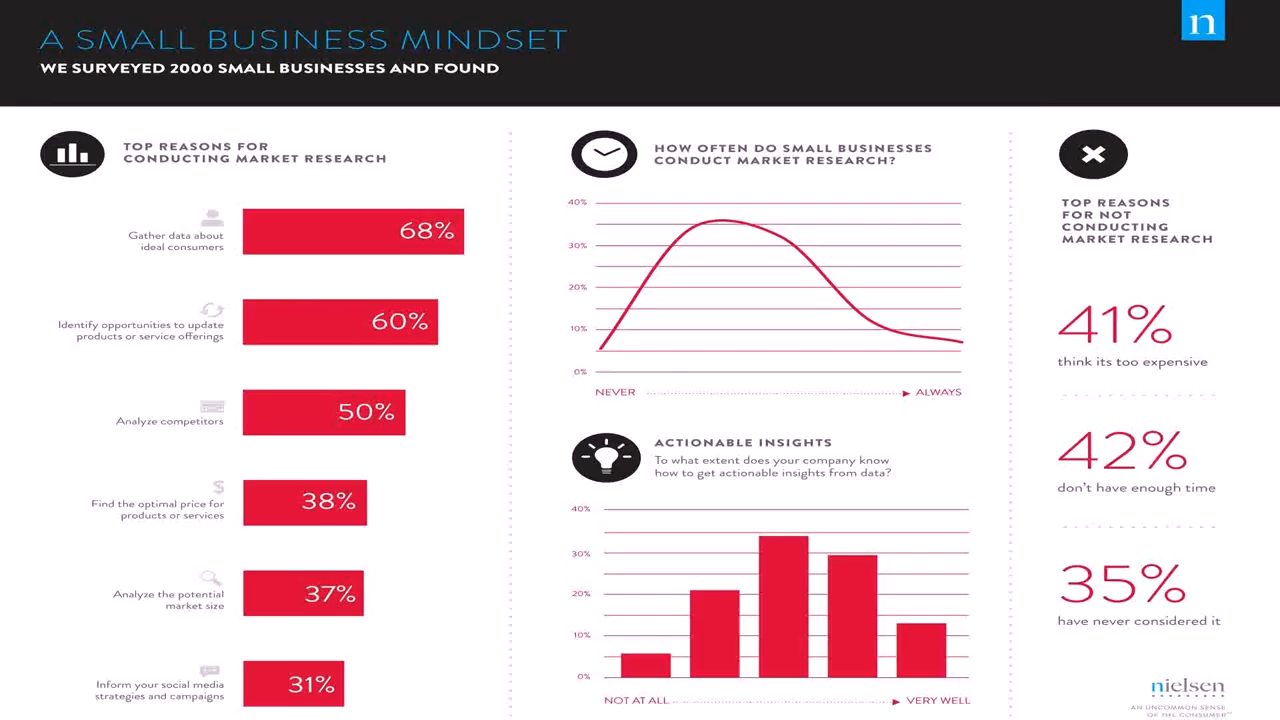 A SMALL BUSINESS MINDSET
WE SURVEYED 2000 SMALL BUSINESSES AND FOUND
n
TOP REASONS FOR
CONDUCTING MARKET RESEARCH
Gather data about
ideal consumers
68%
Identify opportunities to update
products or service offerings
60%
Analyze competitors
50%
$
Find the optimal price for
products or services
38%
Analyze the potential
market size
37%
Inform your social media
strategies and campaigns
31%
HOW OFTEN DO SMALL BUSINESSES
CONDUCT MARKET RESEARCH?
40%
30%
20%
10%
0%
NEVER ALWAYS
ACTIONABLE INSIGHTS
To what extent does your company know
how to get actionable insights from data?
40%
30%
20%
10%
0%
NOT AT ALL VERY WELL
TOP REASONS
FOR NOT
CONDUCTING
MARKET RESEARCH
41%
think its too expensive
42%
don't have enough time
35%
have never considered it
nielsen
AN UNCOMMON SENSE
OF THE CONSUMER™